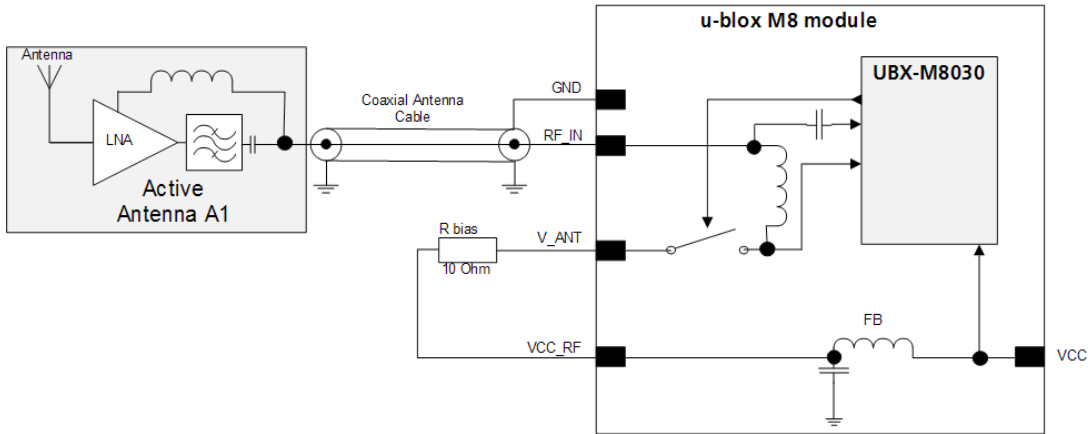 u-blox M8 module
Antenna
UBX-M8030
GND
Coaxial Antenna
Cable
LNA
RF_IN
Active
Antenna A1
R bias
V_ANT
10 Ohm
FB
VCC_RF
VCC